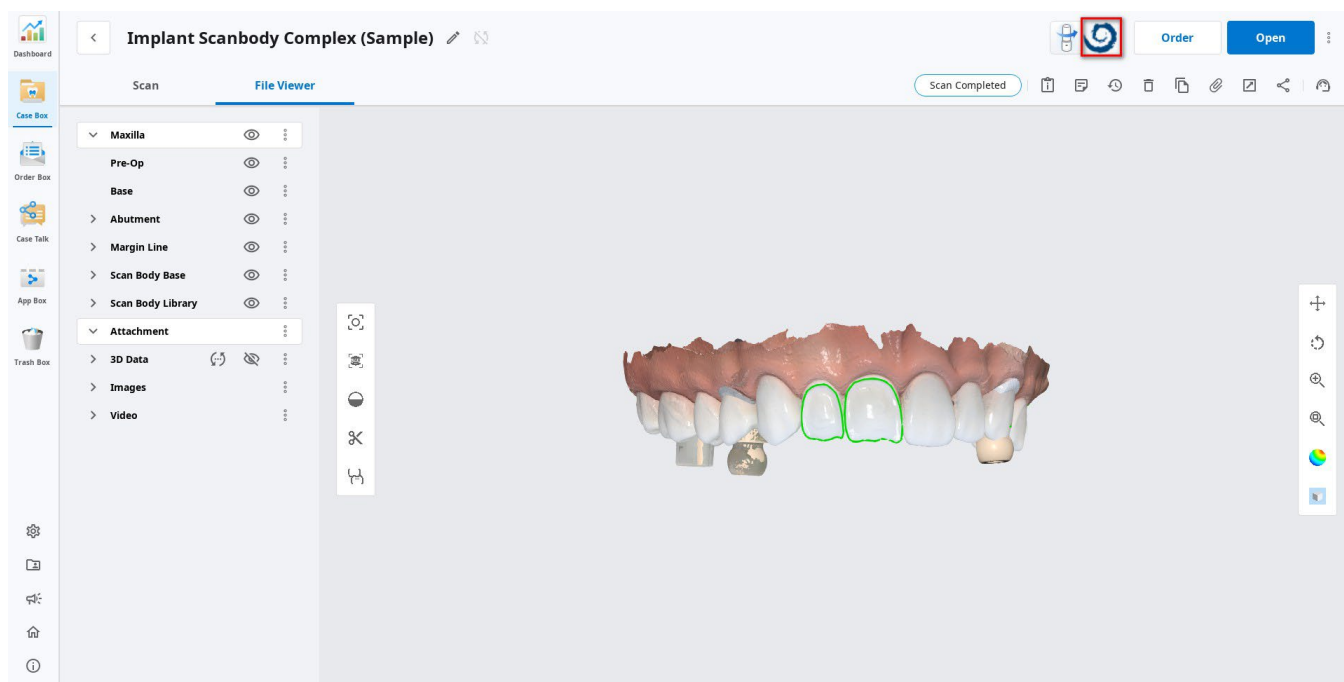 Dashboard
Implant Scanbody Complex (Sample)
Order
Open
Scan
File Viewer
Scan Completed
Case Box
Order Box
Case Talk
App Box
Trash Box
Maxilla
Pre-Op
Base
Abutment
Margin Line
Scan Body Base
Scan Body Library
Attachment
3D Data
Images
Video